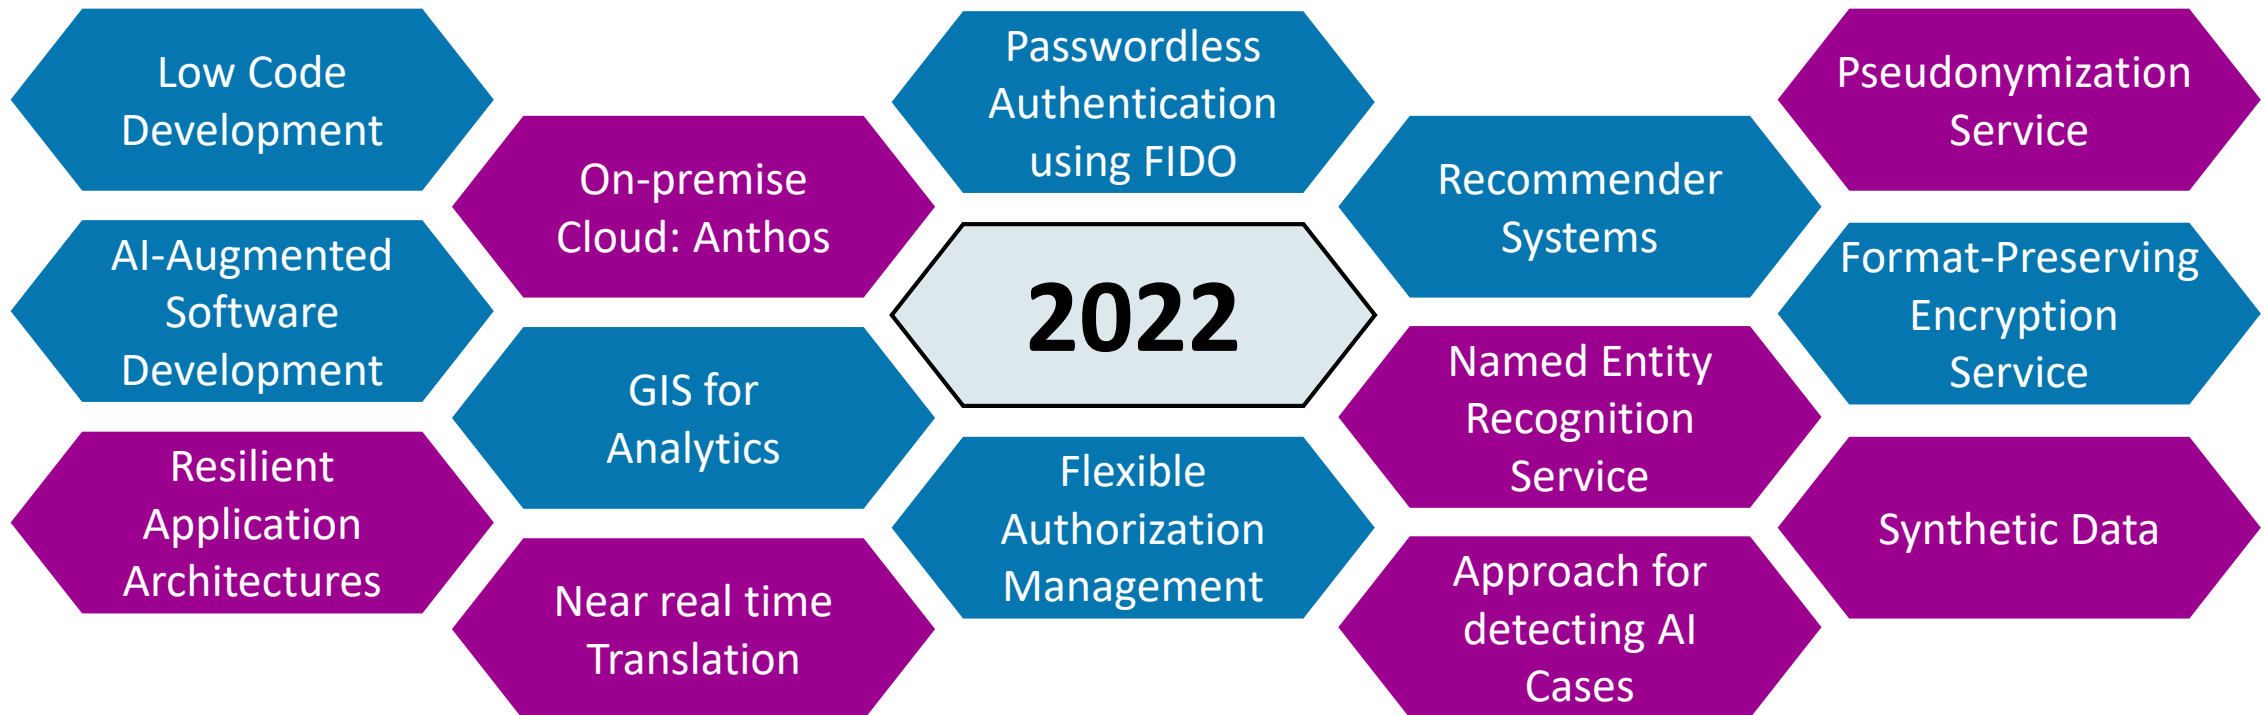 Low Code
Development
AI-Augmented
Software
Development
Resilient
Application
Architectures
On-premise
Cloud: Anthos
GIS for
Analytics
Near real time
Translation
Passwordless
Authentication
using FIDO
2022
Flexible
Authorization
Management
Recommender
Systems
Named Entity
Recognition
Service
Approach for
detecting AI
Cases
Pseudonymization
Service
Format-Preserving
Encryption
Service
Synthetic Data